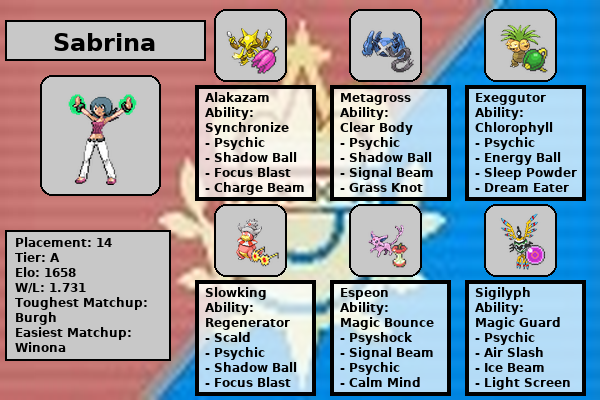 Sabrina
Alakazam
Ability:
Synchronize
- Psychic
- Shadow Ball
- Focus Blast
- Charge Beam
Metagross
Ability:
Clear Body
- Psychic
- Shadow Ball
- Signal Beam
- Grass Knot
Exeggutor
Ability:
Chlorophyll
- Psychic
- Energy Ball
- Sleep Powder
- Dream Eater
Placement: 14
Tier: A
Elo: 1658
W/L: 1.731
Toughest Matchup:
Burgh
Easiest Matchup:
Winona
Slowking
Ability:
Regenerator
- Scald
- Psychic
- Shadow Ball
- Focus Blast
Espeon
Ability:
Magic Bounce
- Psyshock
- Signal Beam
- Psychic
- Calm Mind
Sigilyph
Ability:
Magic Guard
- Psychic
- Air Slash
- Ice Beam
- Light Screen